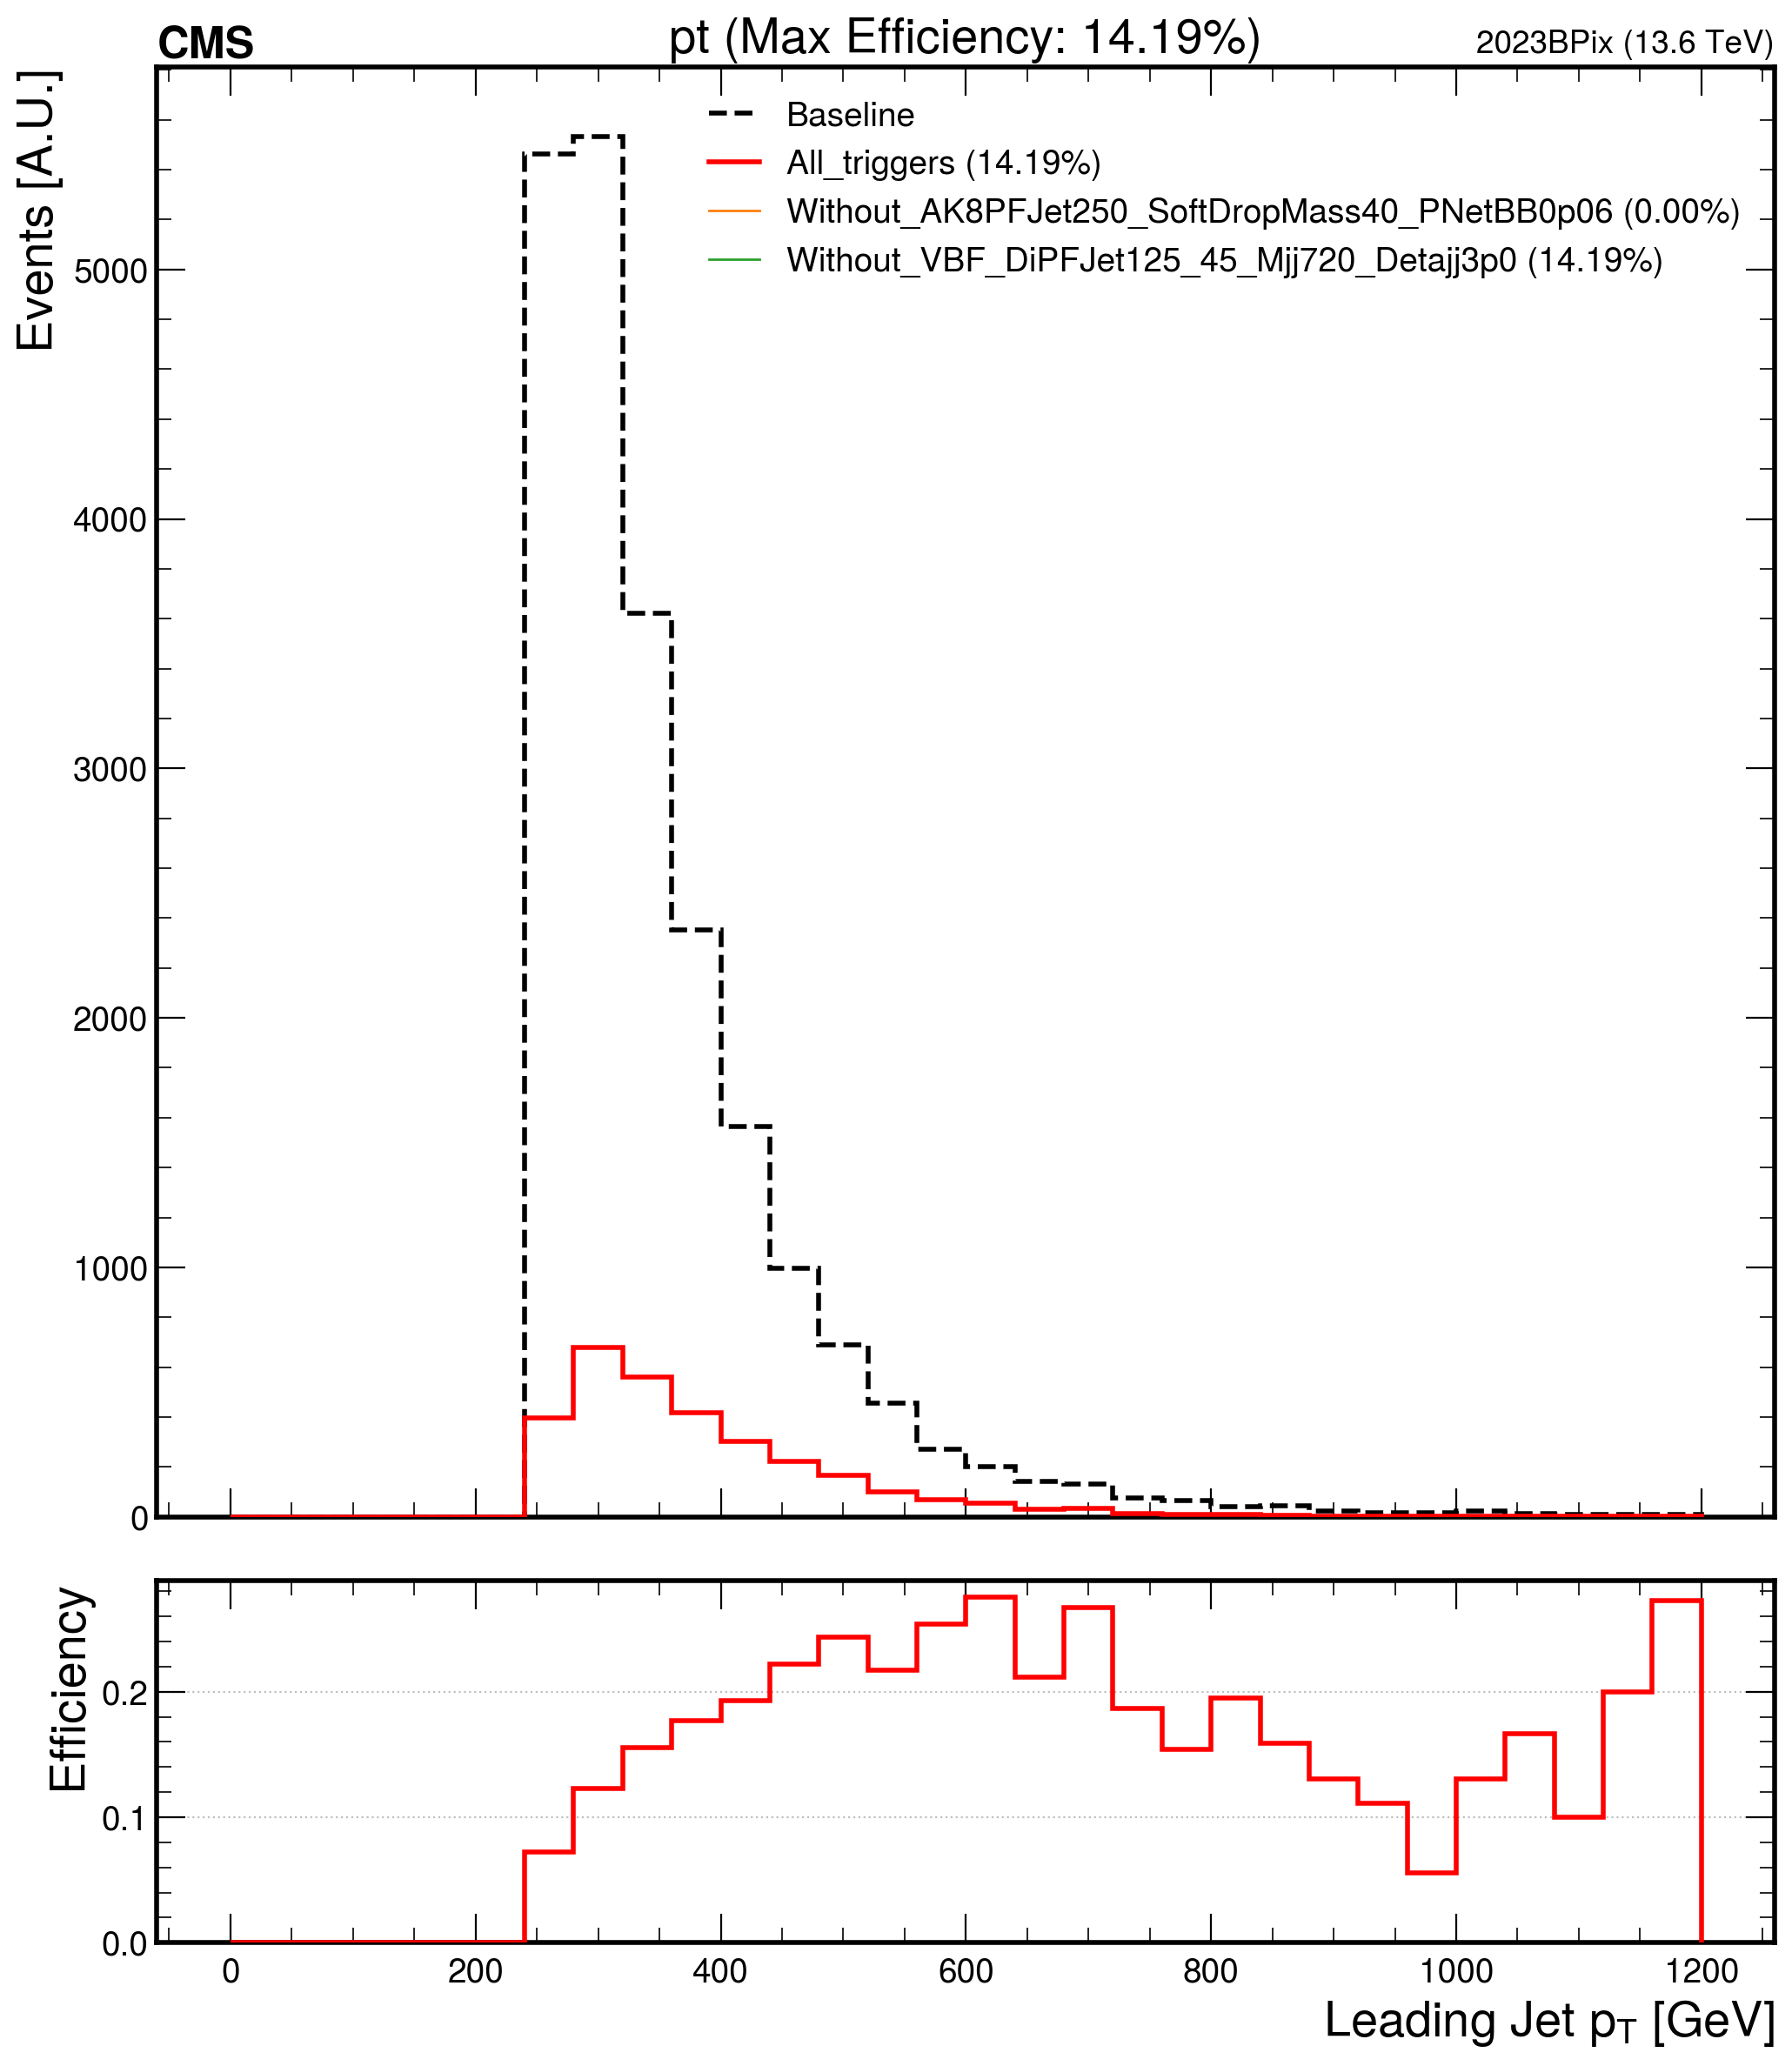 CMS
pt (Max Efficiency: 14.19%)
2023BPix (13.6 TeV)
Events [A.U.]
Baseline
All_triggers (14.19%)
Without_AK8PFJet250_SoftDropMass40_PNetBB0p06 (0.00%)
Without_VBF_DiPFJet125_45_Mjj720_Detajj3p0 (14.19%)
5000
4000
3000
2000
1000
0
Efficiency
0.2
0.1
0.0
0 200 400 600 800 1000 1200
Leading Jet pT [GeV]